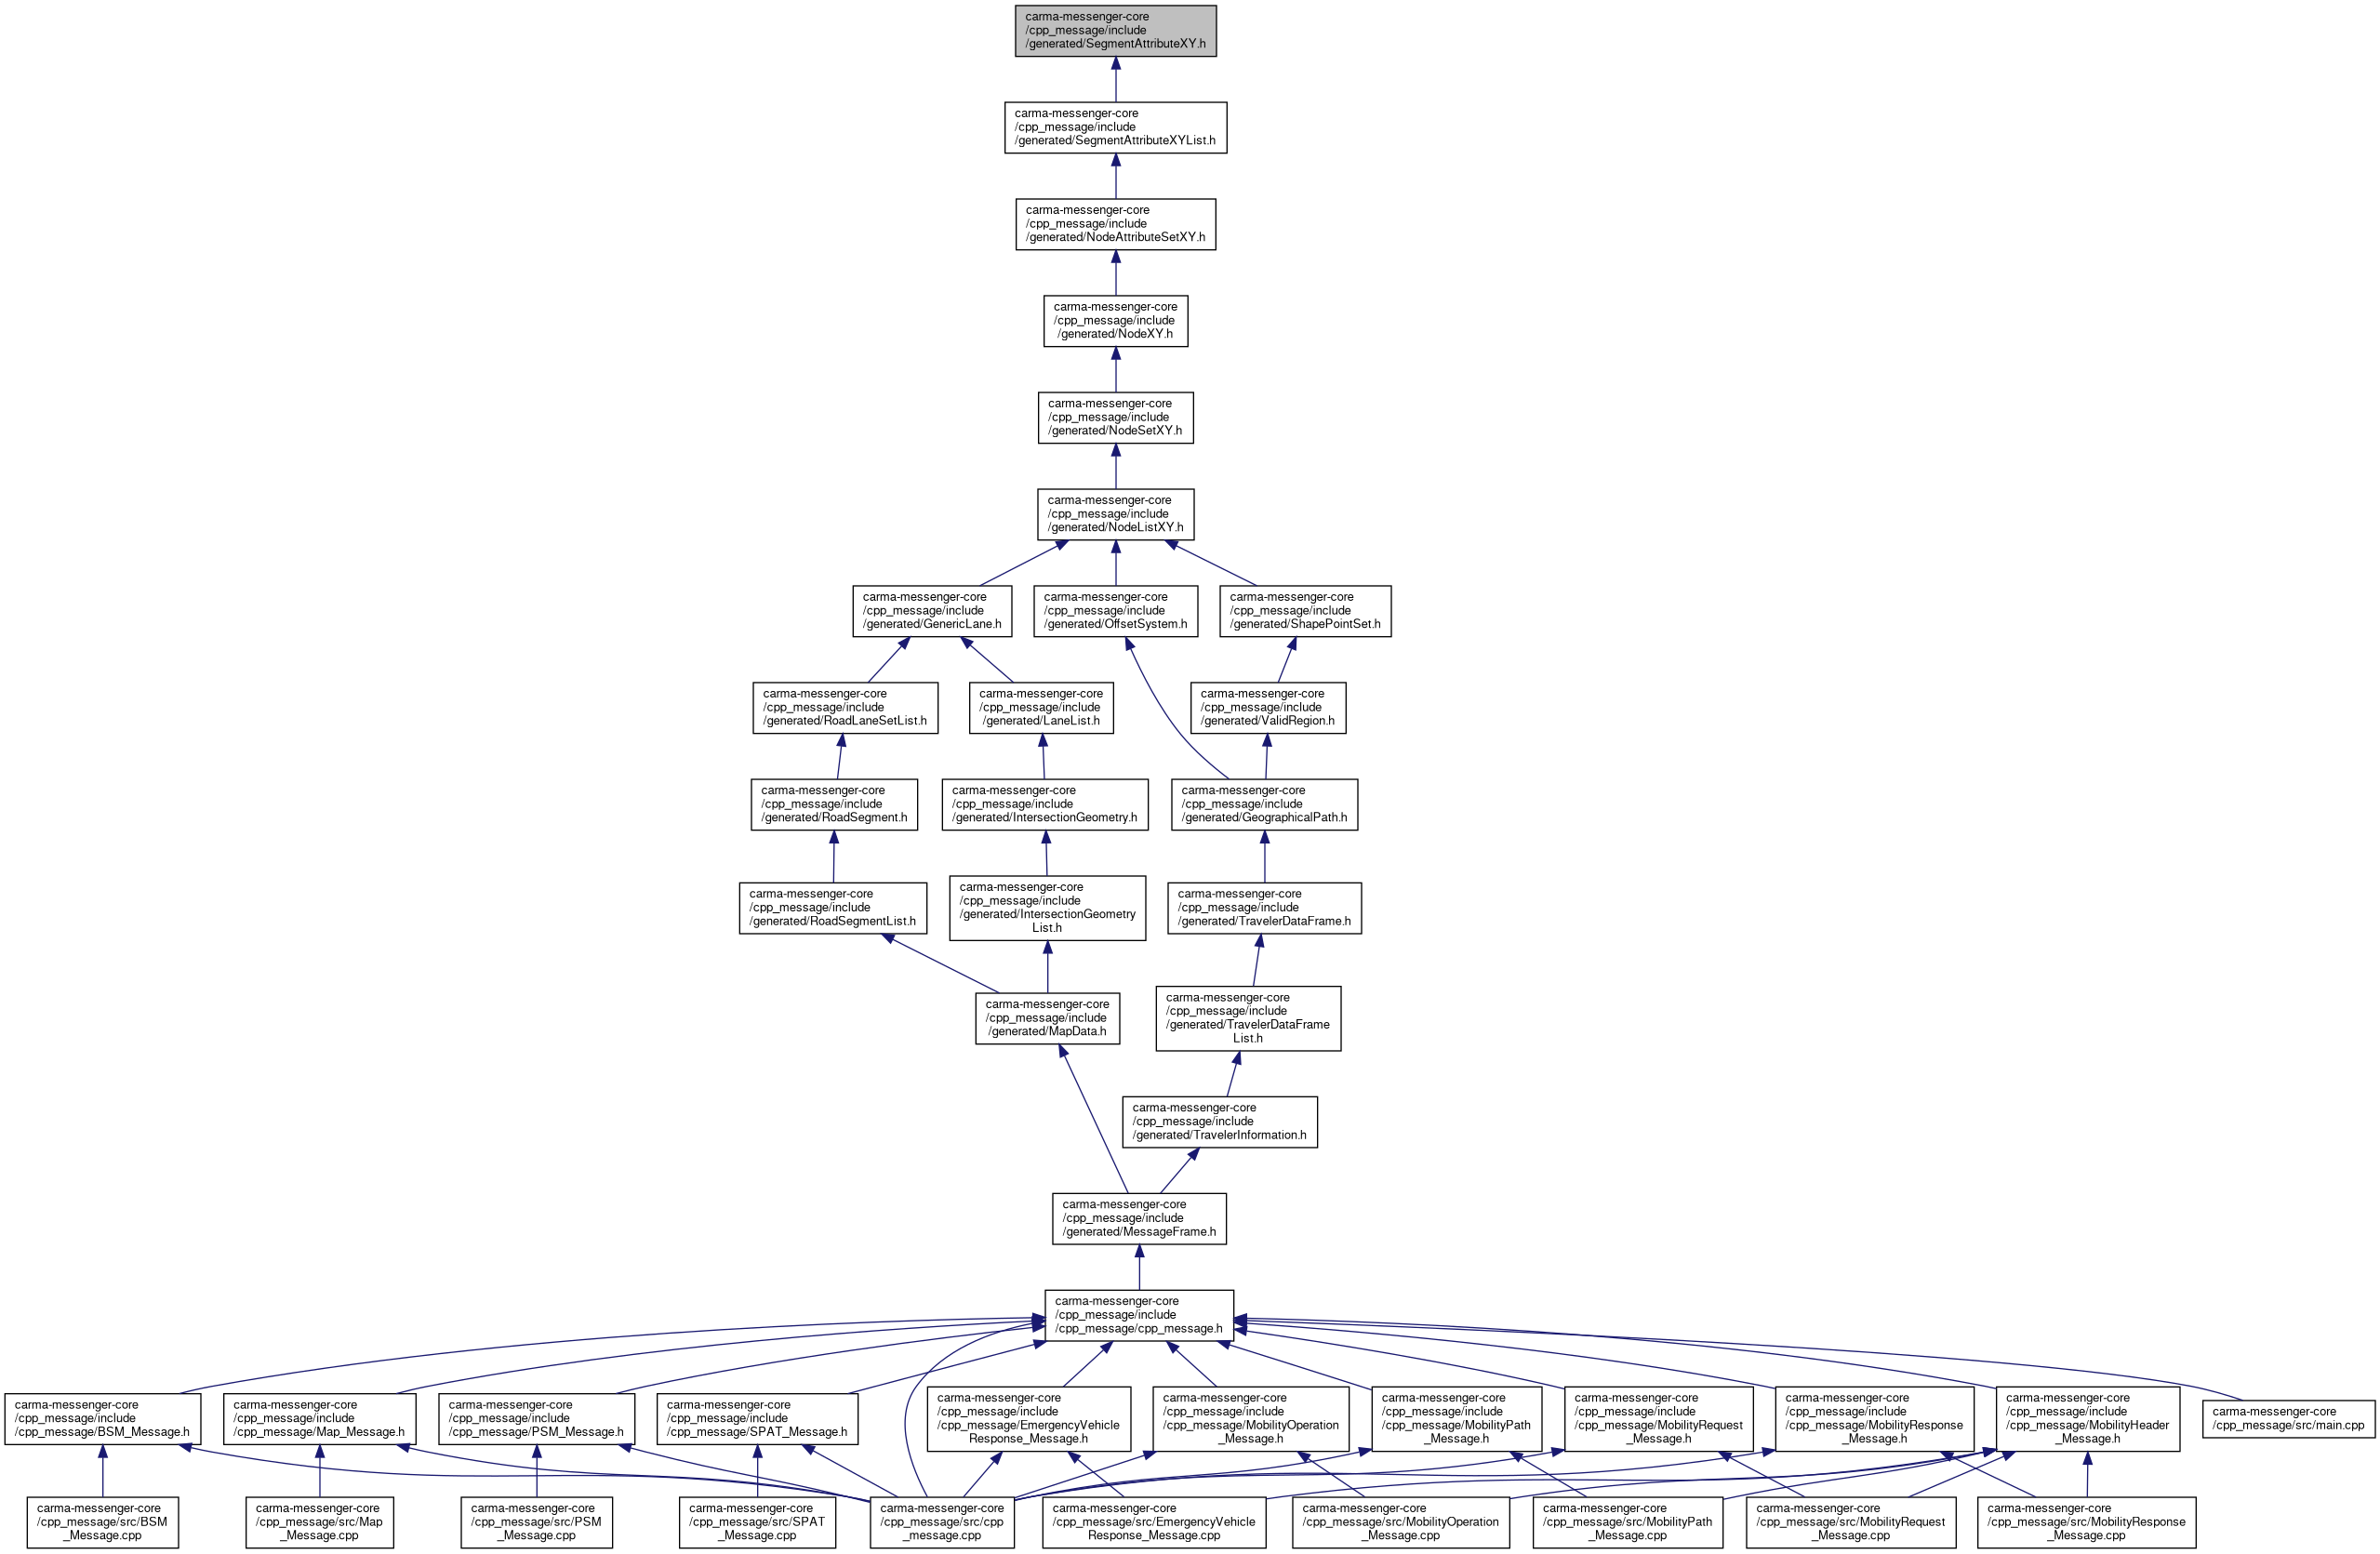 carma-messenger-core
/cpp_message/include
/generated/SegmentAttributeXY.h
carma-messenger-core
/cpp_message/include
/generated/SegmentAttributeXYList.h
carma-messenger-core
/cpp_message/include
/generated/NodeAttributeSetXY.h
carma-messenger-core
/cpp_message/include
/generated/NodeXY.h
carma-messenger-core
/cpp_message/include
/generated/NodeSetXY.h
carma-messenger-core
/cpp_message/include
/generated/NodeListXY.h
carma-messenger-core
/cpp_message/include
/generated/GenericLane.h
carma-messenger-core
/cpp_message/include
/generated/OffsetSystem.h
carma-messenger-core
/cpp_message/include
/generated/ShapePointSet.h
carma-messenger-core
/cpp_message/include
/generated/RoadLaneSetList.h
carma-messenger-core
/cpp_message/include
/generated/LaneList.h
carma-messenger-core
/cpp_message/include
/generated/ValidRegion.h
carma-messenger-core
/cpp_message/include
/generated/RoadSegment.h
carma-messenger-core
/cpp_message/include
/generated/IntersectionGeometry.h
carma-messenger-core
/cpp_message/include
/generated/GeographicalPath.h
carma-messenger-core
/cpp_message/include
/generated/RoadSegmentList.h
carma-messenger-core
/cpp_message/include
/generated/IntersectionGeometry
List.h
carma-messenger-core
/cpp_message/include
/generated/TravelerDataFrame.h
carma-messenger-core
/cpp_message/include
/generated/MapData.h
carma-messenger-core
/cpp_message/include
/generated/TravelerDataFrame
List.h
carma-messenger-core
/cpp_message/include
/generated/TravelerInformation.h
carma-messenger-core
/cpp_message/include
/generated/MessageFrame.h
carma-messenger-core
/cpp_message/include
/cpp_message/cpp_message.h
carma-messenger-core
/cpp_message/include
/cpp_message/BSM_Message.h
carma-messenger-core
/cpp_message/include
/cpp_message/Map_Message.h
carma-messenger-core
/cpp_message/include
/cpp_message/PSM_Message.h
carma-messenger-core
/cpp_message/include
/cpp_message/SPAT_Message.h
carma-messenger-core
/cpp_message/include
/cpp_message/EmergencyVehicle
Response_Message.h
carma-messenger-core
/cpp_message/include
/cpp_message/MobilityOperation
_Message.h
carma-messenger-core
/cpp_message/include
/cpp_message/MobilityPath
_Message.h
carma-messenger-core
/cpp_message/include
/cpp_message/MobilityRequest
_Message.h
carma-messenger-core
/cpp_message/include
/cpp_message/MobilityResponse
_Message.h
carma-messenger-core
/cpp_message/include
/cpp_message/MobilityHeader
_Message.h
carma-messenger-core
/cpp_message/src/main.cpp
carma-messenger-core
/cpp_message/src/BSM
_Message.cpp
carma-messenger-core
/cpp_message/src/Map
_Message.cpp
carma-messenger-core
/cpp_message/src/PSM
_Message.cpp
carma-messenger-core
/cpp_message/src/SPAT
_Message.cpp
carma-messenger-core
/cpp_message/src/cpp
_message.cpp
carma-messenger-core
/cpp_message/src/EmergencyVehicle
Response_Message.cpp
carma-messenger-core
/cpp_message/src/MobilityOperation
_Message.cpp
carma-messenger-core
/cpp_message/src/MobilityPath
_Message.cpp
carma-messenger-core
/cpp_message/src/MobilityRequest
_Message.cpp
carma-messenger-core
/cpp_message/src/MobilityResponse
_Message.cpp